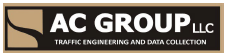 AC GROUP LLC
TRAFFIC ENGINEERING AND DATA COLLECTION